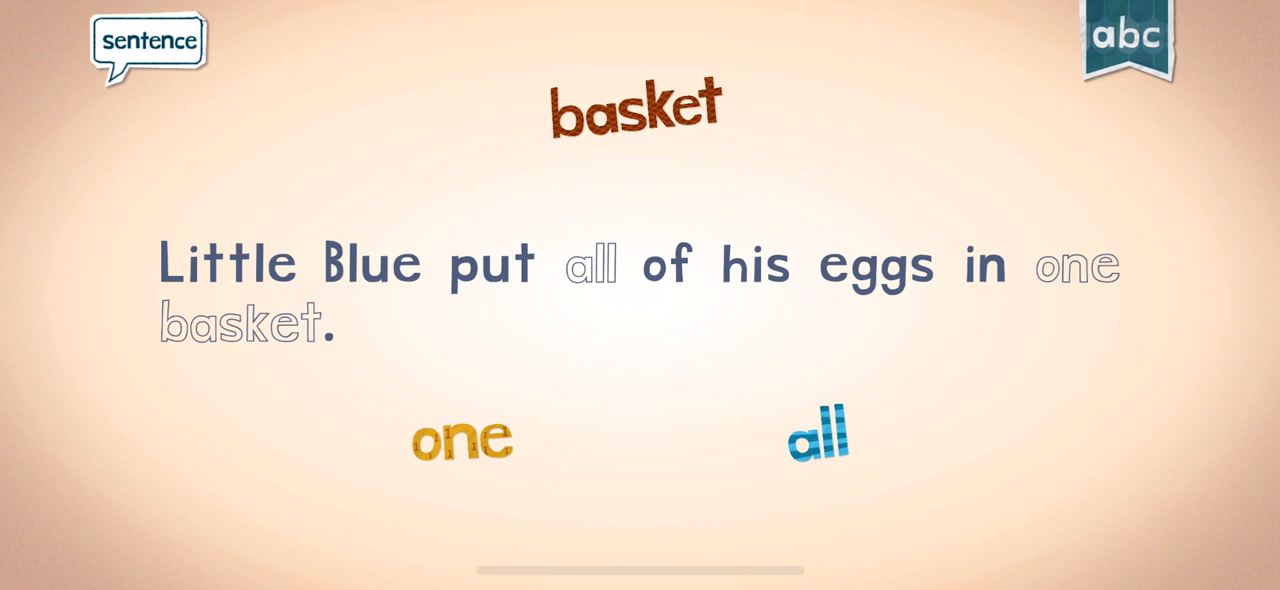 sentence
abc
basket
Little Blue put all of his eggs in one
basket.
one
all